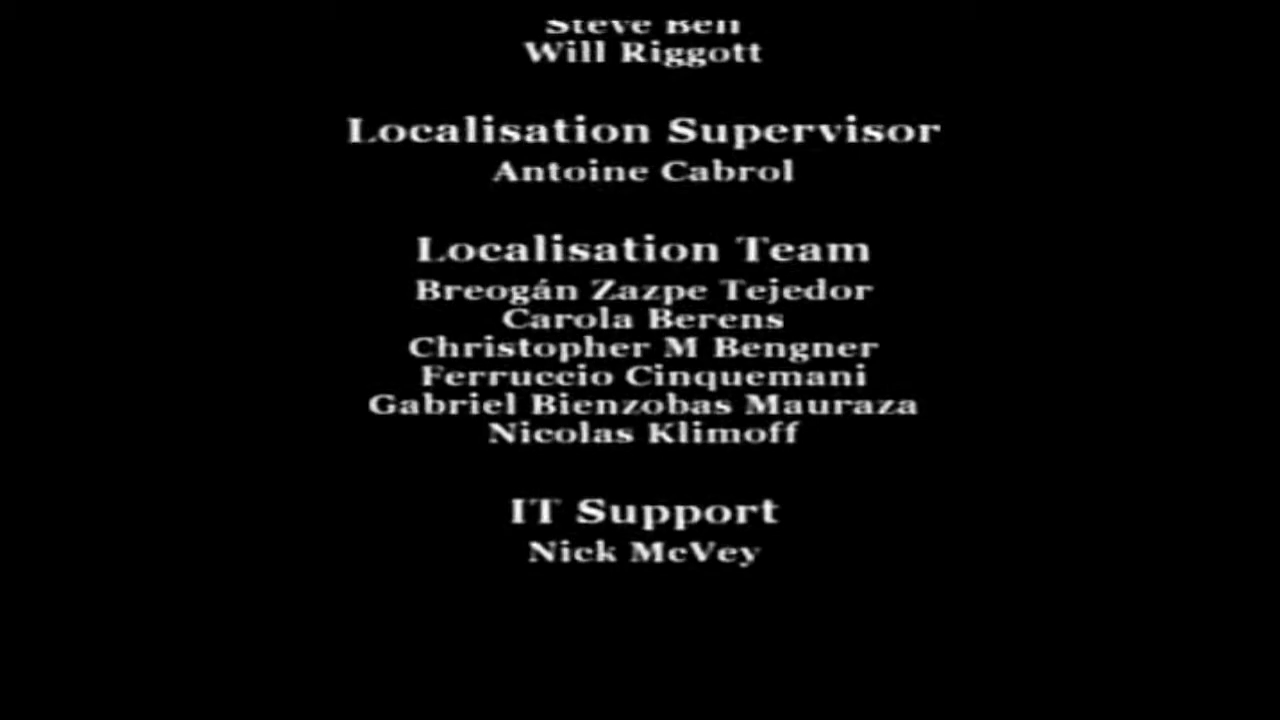 Steve Bell
Will Riggott
Localisation Supervisor
Antoine Cabrol
Localisation Team
Breogán Zazpe Tejedor
Carola Berens
Christopher M Bengner
Ferruccio Cinquemani
Gabriel Bienzobas Mauraza
Nicolas Klimoff
IT Support
Nick McVey